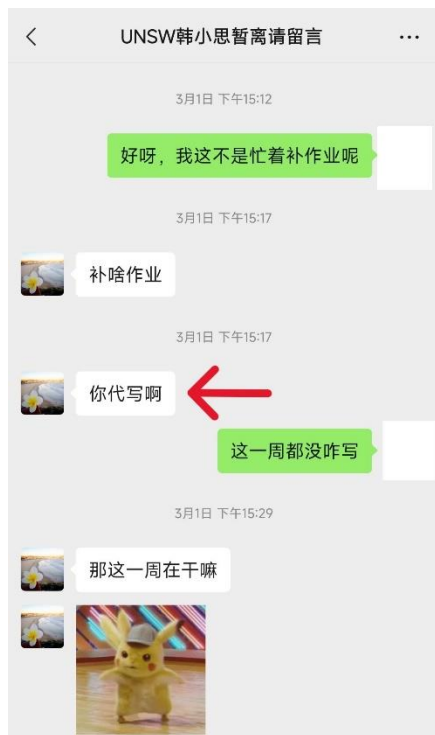 UNSW韩小思暂离请留言
3月1日 下午15:12
好呀，我这不是忙着补作业呢
3月1日 下午15:17
补啥作业
3月1日 下午15:17
你代写啊
这一周都没咋写
3月1日 下午15:29
那这一周在干嘛